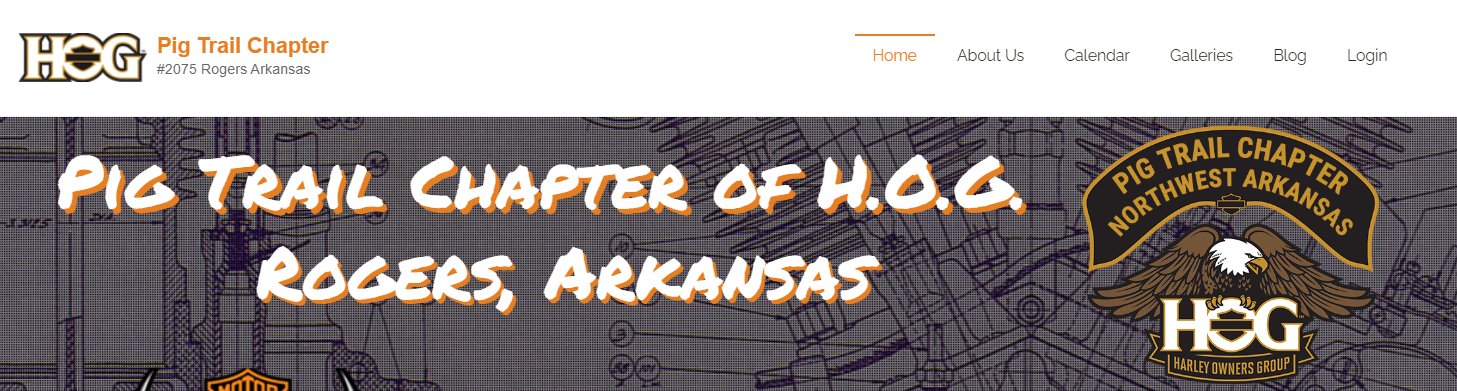 HOG
Pig Trail Chapter
#2075 Rogers Arkansas
Home About Us Calendar Galleries Blog Login
Pig Trail Chapter of H.O.G.
Rogers, Arkansas
PIG TRAIL CHAPTER
NORTHWEST ARKANSAS
HOG
HARLEY OWNERS GROUP
MOTOR